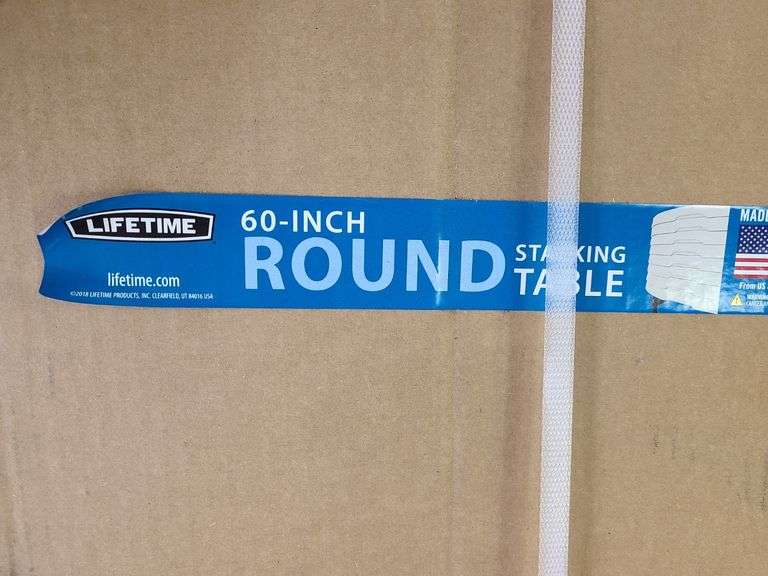 LIFETIME
lifetime.com
©2018 LIFETIME PRODUCTS, INC. CLEARFIELD, UT 84016 USA
60-INCH
ROUND
STACKING
TABLE
MADE
From US